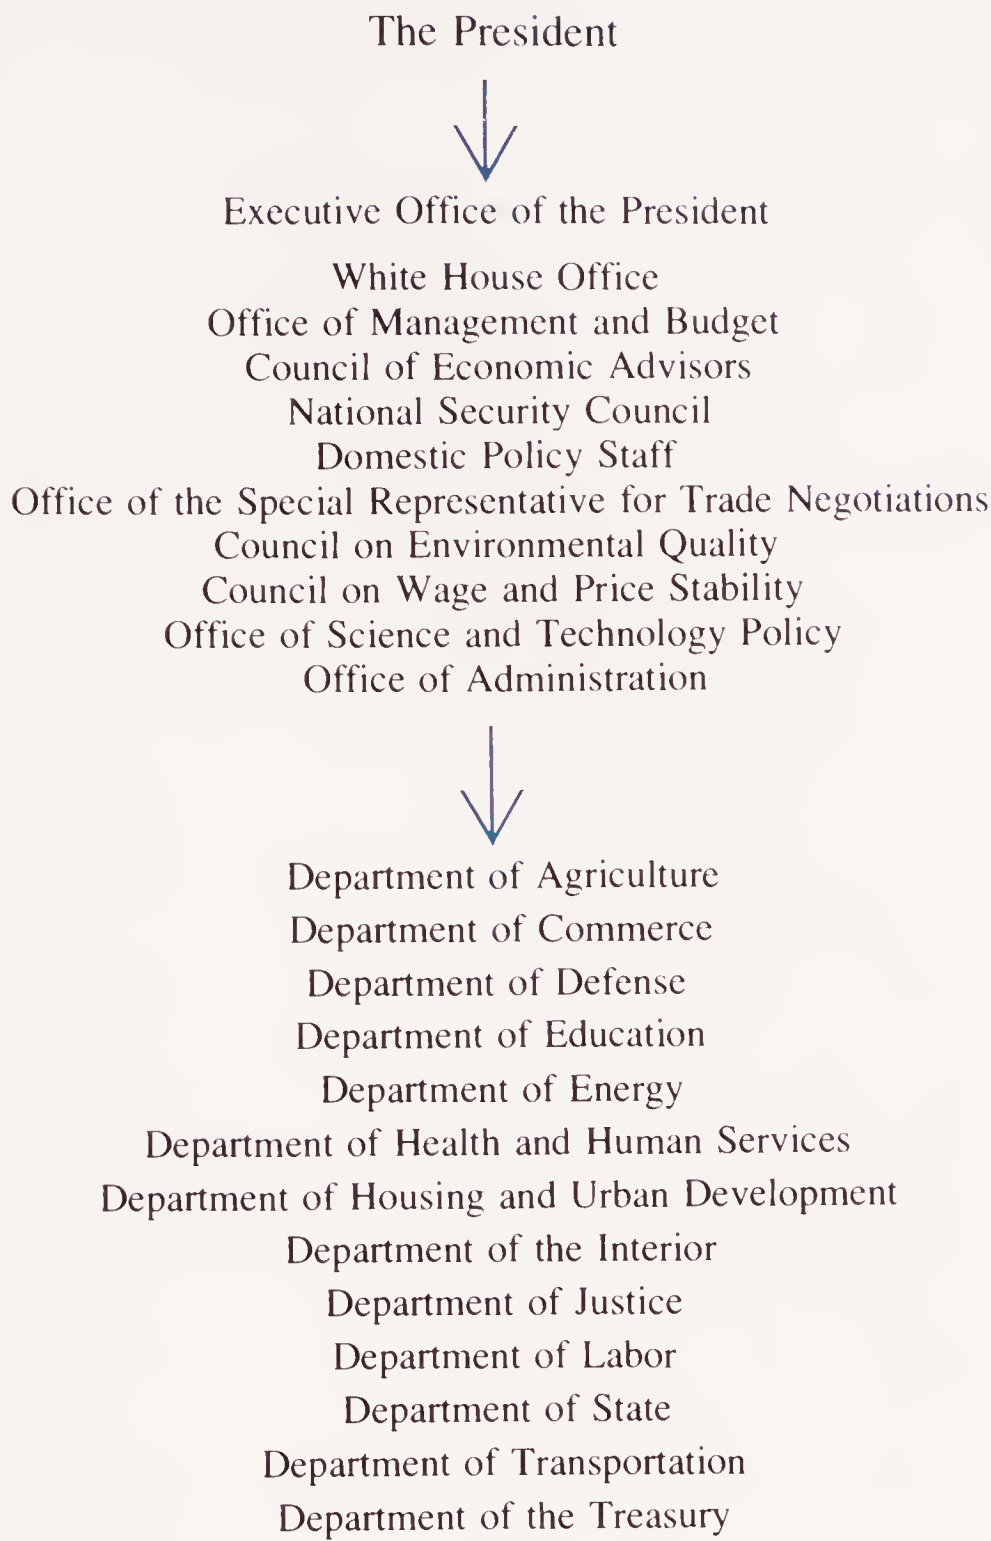 The President
Executive Office of the President
White House Office
Office of Management and Budget
Council of Economic Advisors
National Security Council
Domestic Policy Staff
Office of the Special Representative for Trade Negotiations
Council on Environmental Quality
Council on Wage and Price Stability
Office of Science and Technology Policy
Office of Administration
Department of Agriculture
Department of Commerce
Department of Defense
Department of Education
Department of Energy
Department of Health and Human Services
Department of Housing and Urban Development
Department of the Interior
Department of Justice
Department of Labor
Department of State
Department of Transportation
Department of the Treasury